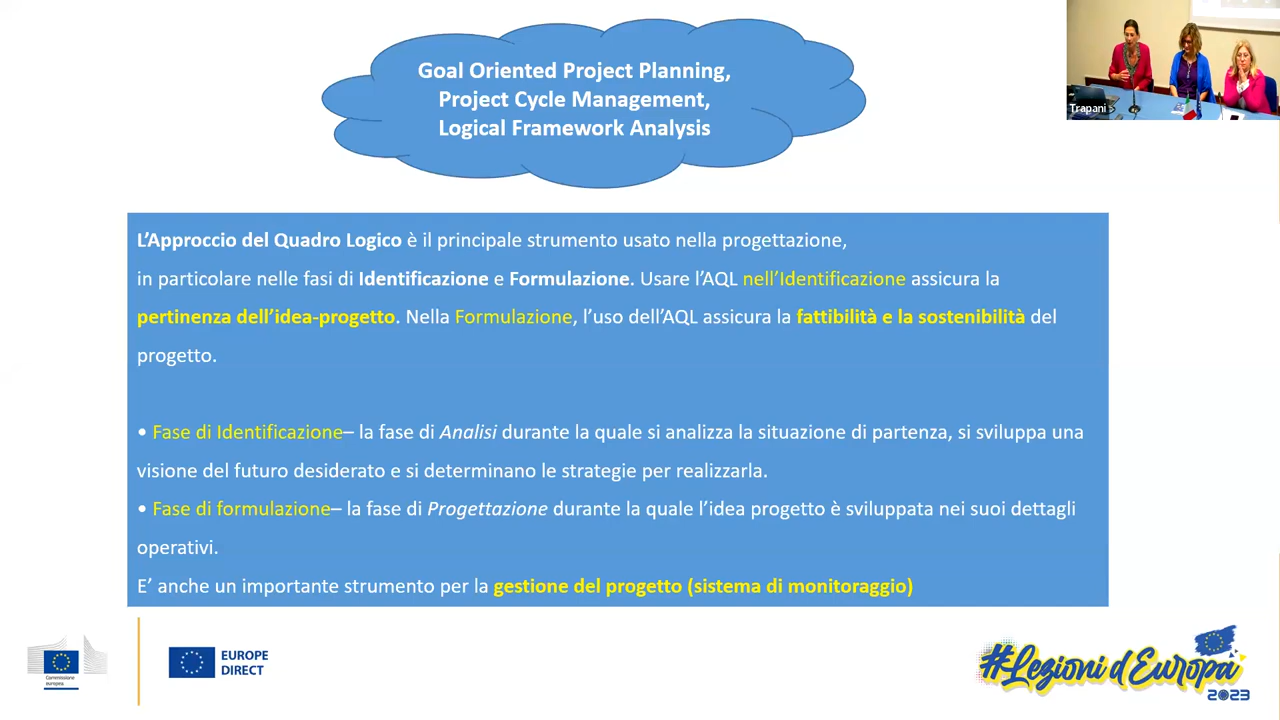 Goal Oriented Project Planning,
Project Cycle Management,
Logical Framework Analysis
Trapani
L’Approccio del Quadro Logico è il principale strumento usato nella progettazione,
in particolare nelle fasi di Identificazione e Formulazione. Usare l’AQL nell’Identificazione assicura la
pertinenza dell’idea-progetto. Nella Formulazione, l’uso dell’AQL assicura la fattibilità e la sostenibilità del
progetto.
• Fase di Identificazione– la fase di Analisi durante la quale si analizza la situazione di partenza, si sviluppa una
visione del futuro desiderato e si determinano le strategie per realizzarla.
• Fase di formulazione– la fase di Progettazione durante la quale l’idea progetto è sviluppata nei suoi dettagli
operativi.
E’ anche un importante strumento per la gestione del progetto (sistema di monitoraggio)
Commissione
europea
EUROPE
DIRECT
#Lezioni d'Europa
2023